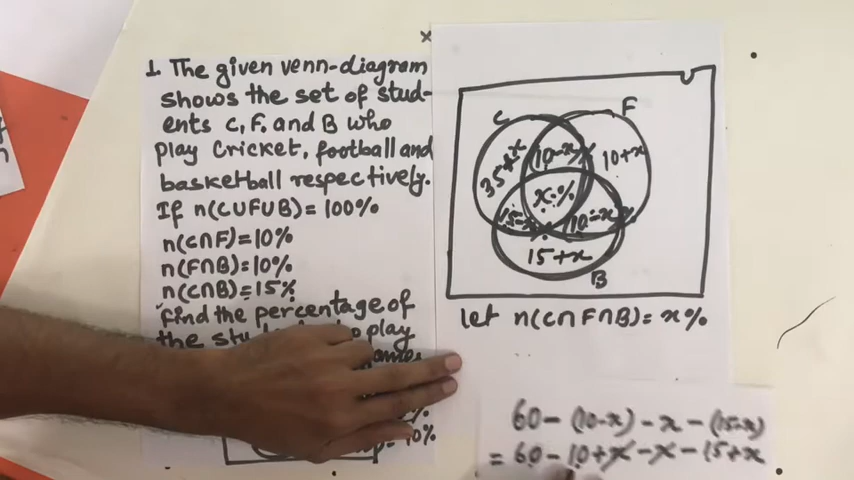 1. The given venn-diagram
shows the set of stud-
ents C, F. and B who
play Cricket, football and
basketball respectively.
If n(C∪F∪B)=100%
n(C∩F)=10%
n(F∩B)=10%
n(C∩B)=15%
find the percentage of
the play
%
10%
C
F
35+x
10-x
10+x
x%
15-x
10-x%
15+x
B
let n(C∩F∩B)=x%
60-(10-x)-x-(15-x)
=60-10+x-x-15+x